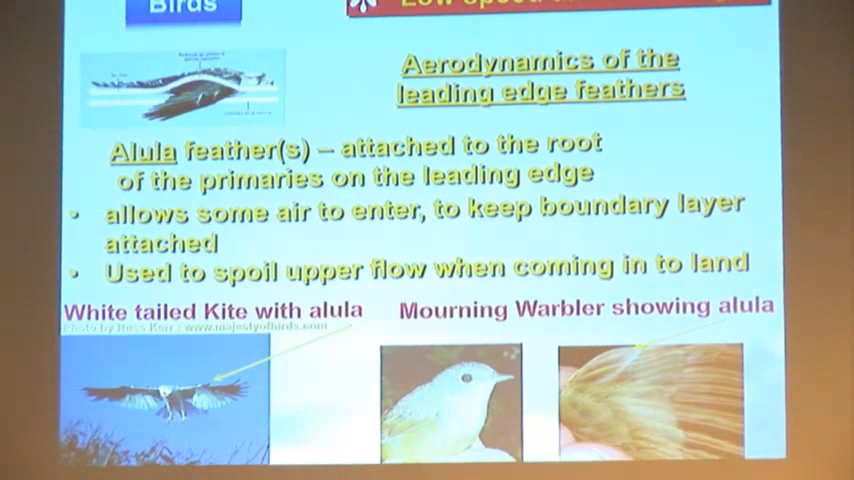 Birds
Low speed
Aerodynamics of the
leading edge feathers
Alula feather(s) – attached to the root
of the primaries on the leading edge
• allows some air to enter, to keep boundary layer
attached
• Used to spoil upper flow when coming in to land
White tailed Kite with alula
Mourning Warbler showing alula
Photo by Russ Kerr : www.majestyofbirds.com